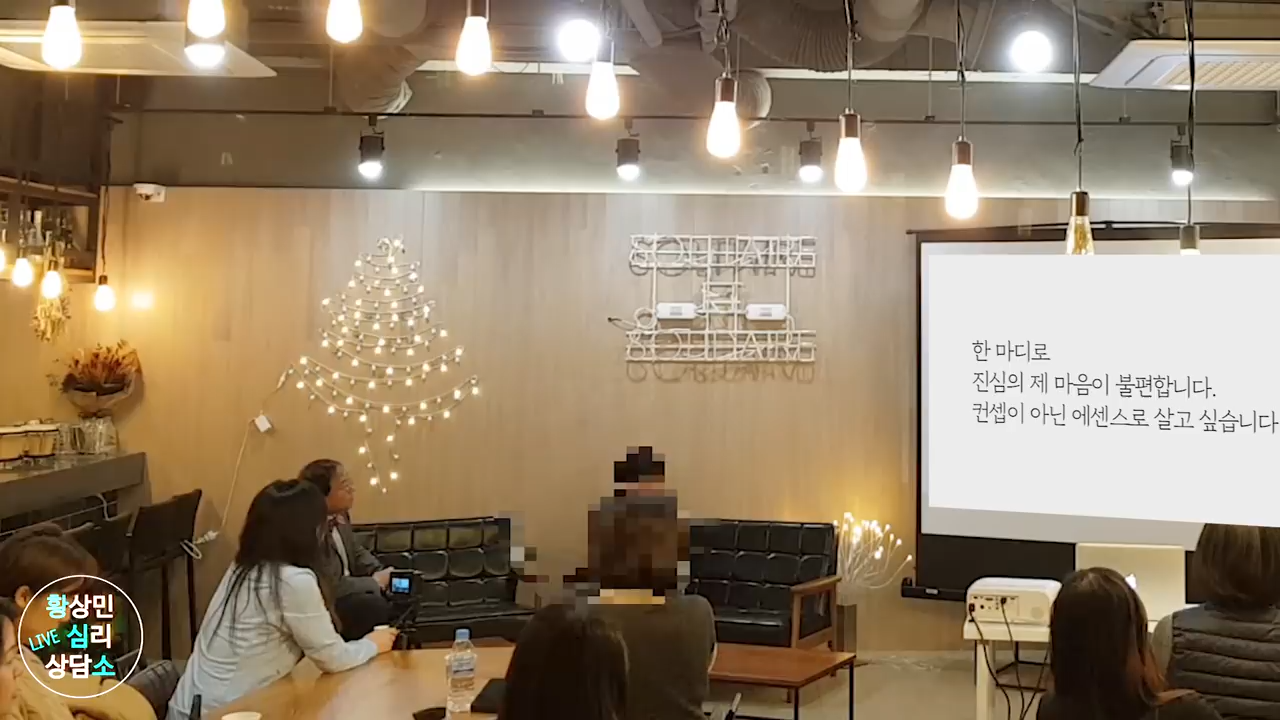 한 마디로
진심의 제 마음이 불편합니다.
컨셉이 아닌 에센스로 살고 싶습니다
황상민
LIVE 심리
상담소